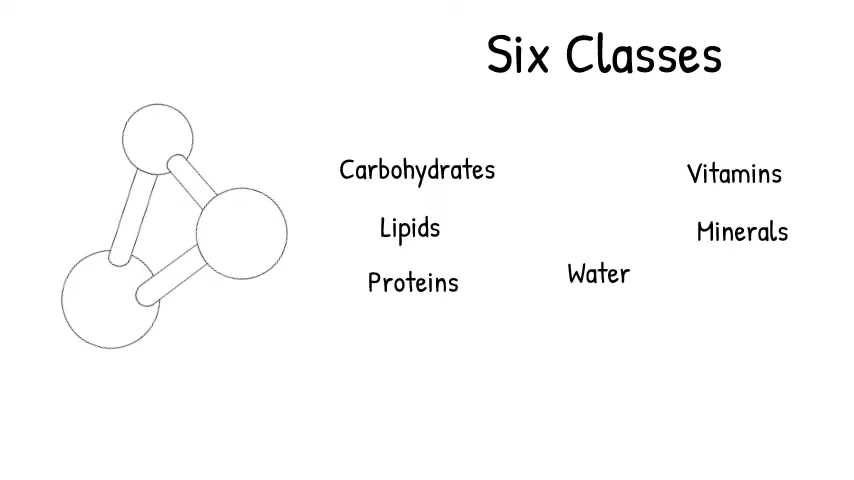 Six Classes
Carbohydrates
Lipids
Proteins
Water
Vitamins
Minerals